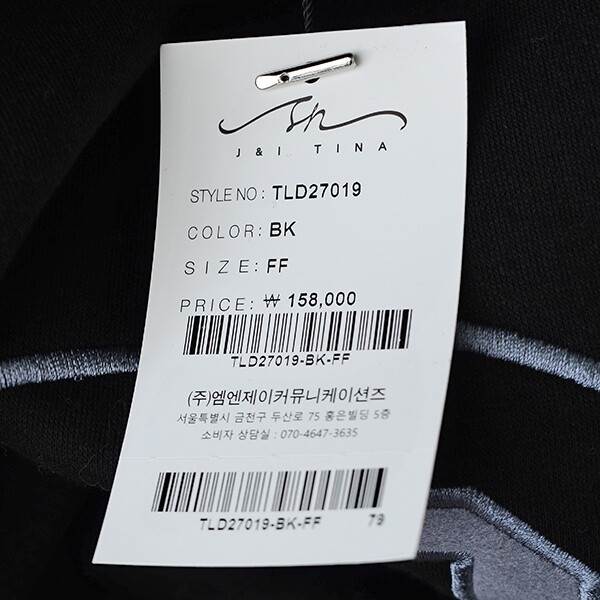 J&I TINA
STYLE NO: TLD27019
COLOR: BK
SIZE: FF
PRICE: ₩ 158,000
TLD27019-BK-FF
(주)엠엔제이커뮤니케이션즈
서울특별시 금천구 두산로 75 홍은빌딩 5층
소비자 상담실 : 070-4647-3635
TLD27019-BK-FF 79